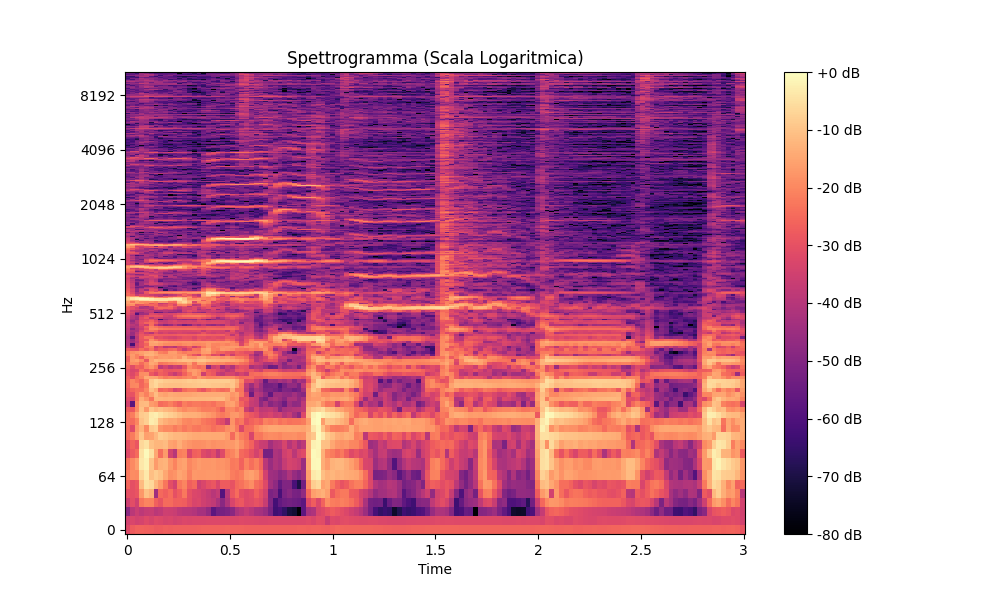 Spettrogramma (Scala Logaritmica)
Hz
8192
4096
2048
1024
512
256
128
64
0
0 0.5 1 1.5 2 2.5 3
Time
+0 dB
-10 dB
-20 dB
-30 dB
-40 dB
-50 dB
-60 dB
-70 dB
-80 dB